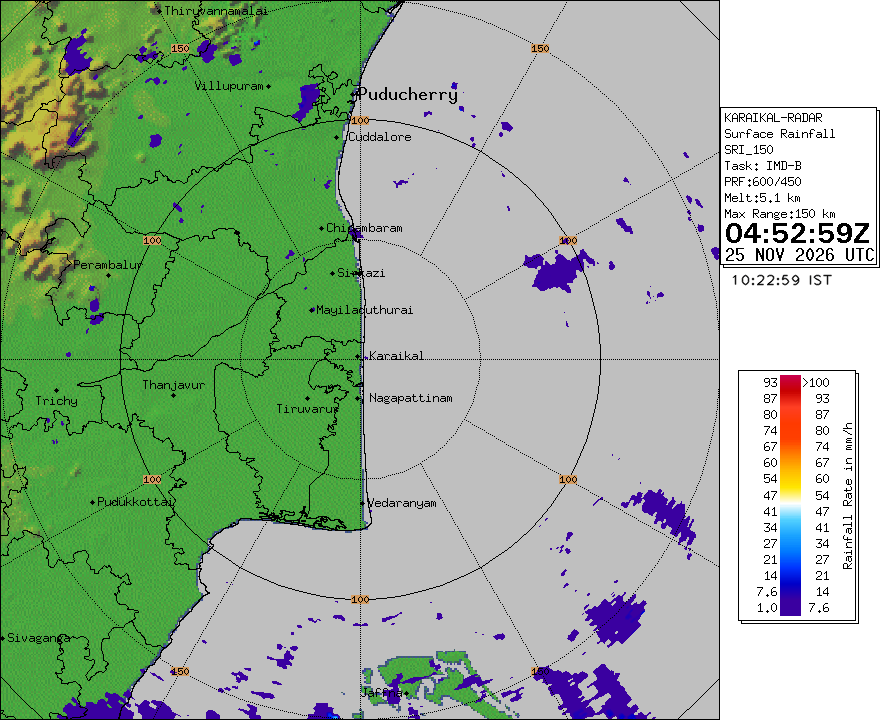 Thiruvannamalai
150
150
Villupuram
Puducherry
100
Cuddalore
Chidambaram
100
100
Perambalur
Sirkazi
Mayiladuthurai
Karaikal
Thanjavur
Trichy
Tiruvarur
Nagapattinam
100
100
Pudukkottai
Vedaranyam
100
Sivaganga
150
150
Jaffna
KARAIKAL-RADAR
Surface Rainfall
SRI_150
Task: IMD-B
PRF:600/450
Melt:5.1 km
Max Range:150 km
04:52:59Z
25 NOV 2026 UTC
10:22:59 IST
93 >100
87 93
80 87
74 80
67 74
60 67
54 60
47 54
41 47
34 41
27 34
21 27
14 21
7.6 14
1.0 7.6
Rainfall Rate in mm/h